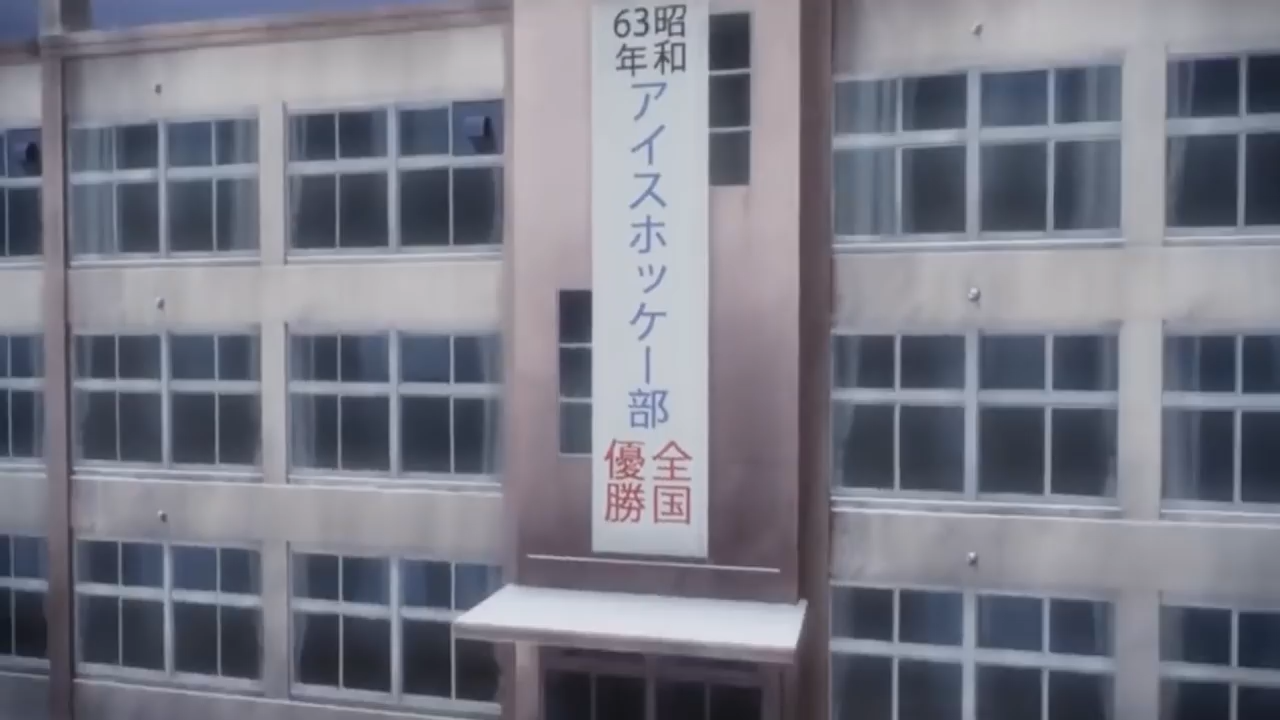 昭和
63年
アイスホッケー部
全国
優勝